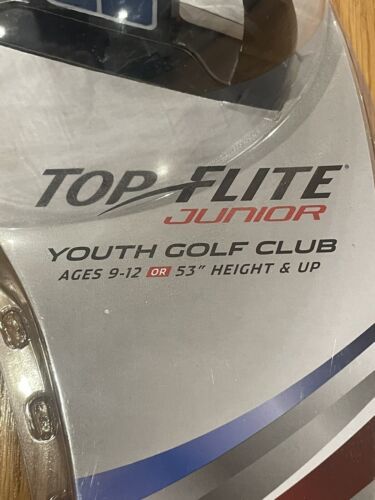 TOP FLITE®
JUNIOR
YOUTH GOLF CLUB
AGES 9-12 OR 53" HEIGHT & UP